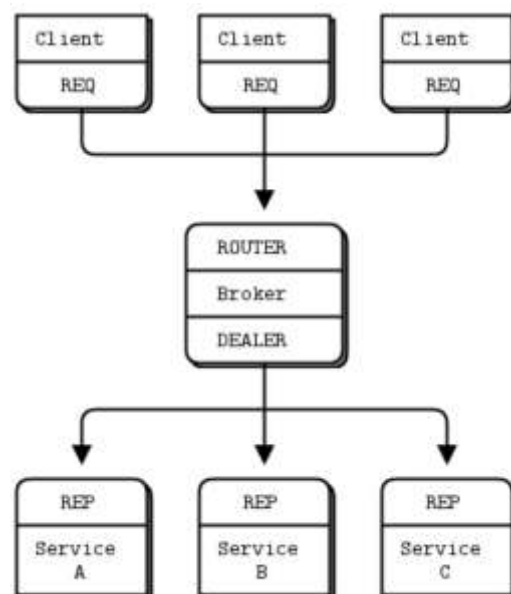 Client
REQ
Client
REQ
Client
REQ
ROUTER
Broker
DEALER
REP
Service
A
REP
Service
B
REP
Service
C